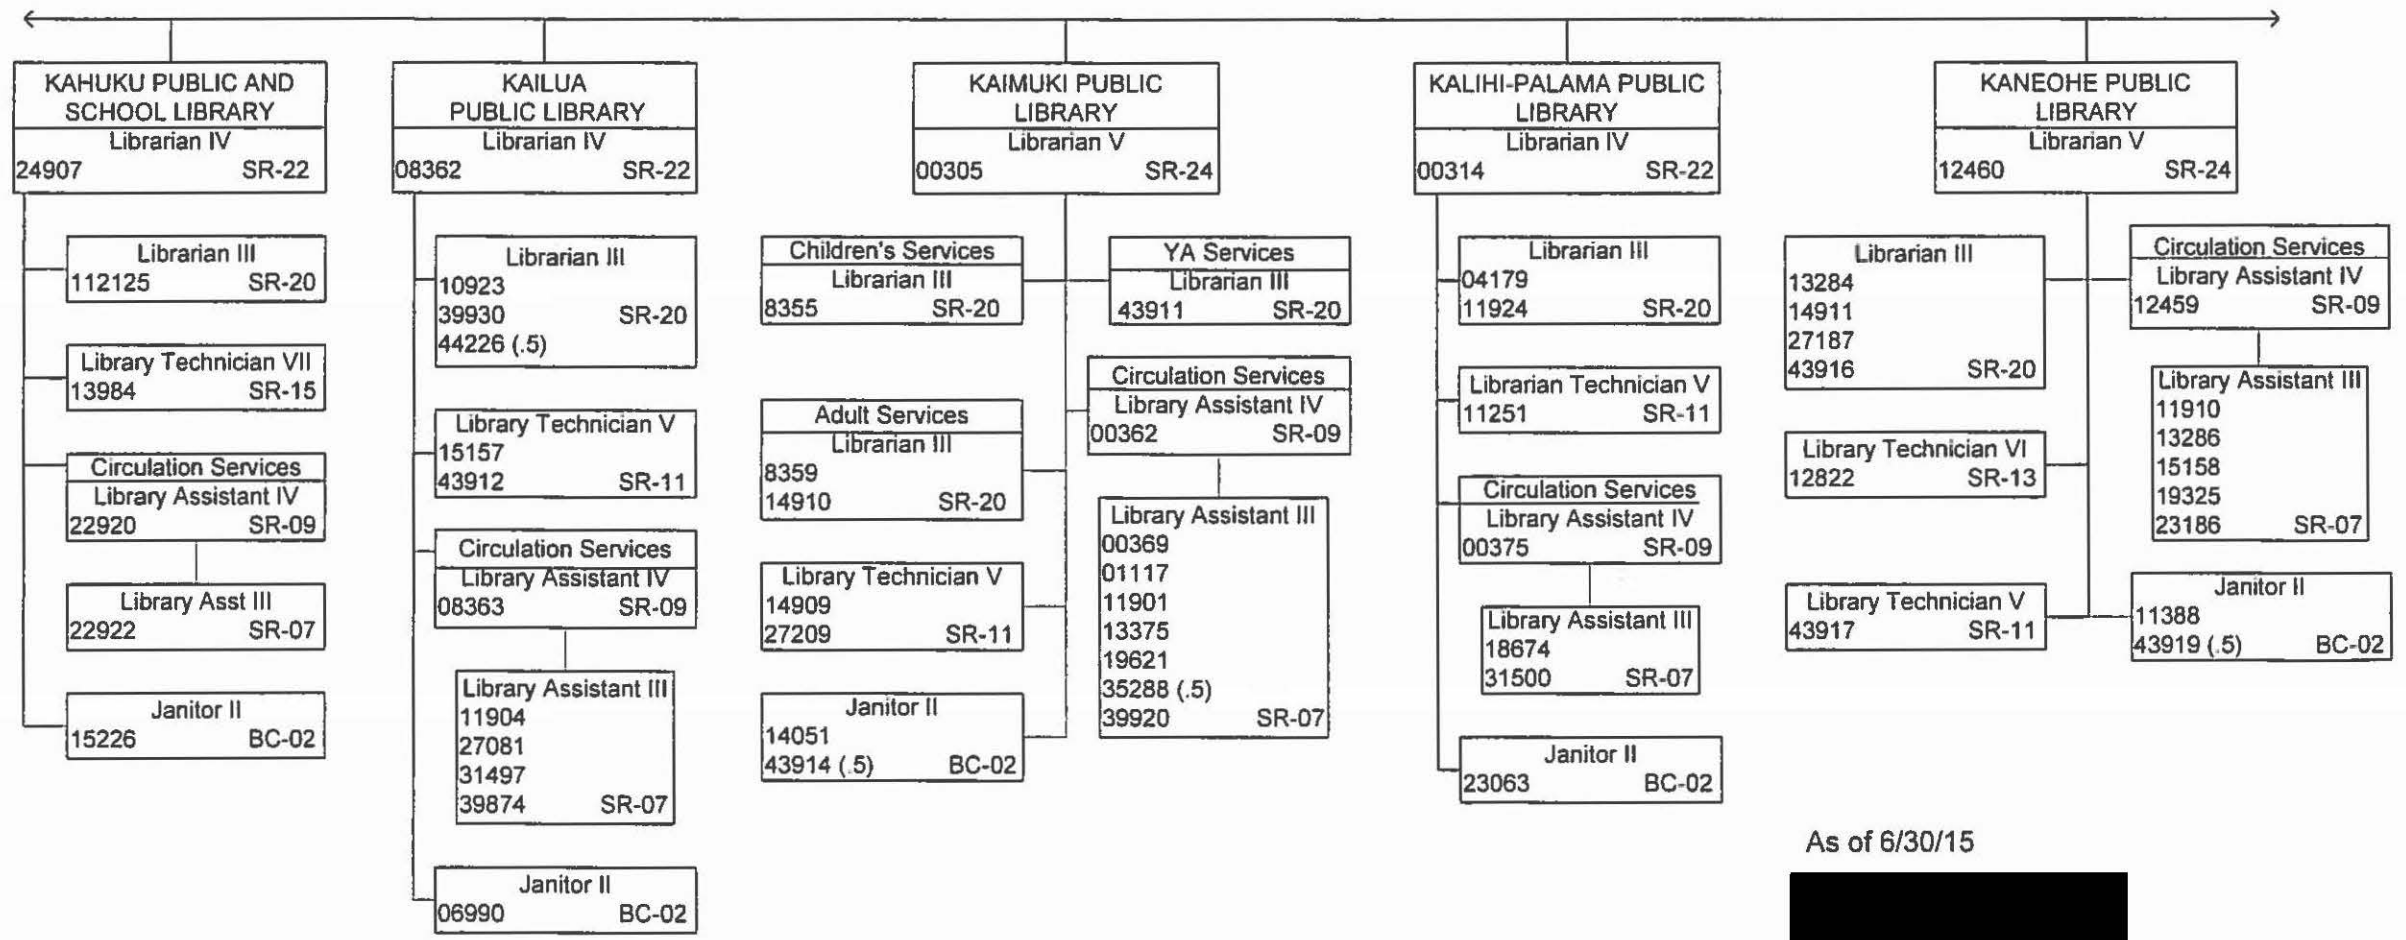 KAHUKU PUBLIC AND
SCHOOL LIBRARY
Librarian IV
24907 SR-22
Librarian III
112125 SR-20
Library Technician VII
13984 SR-15
Circulation Services
Library Assistant IV
22920 SR-09
Library Asst III
22922 SR-07
Janitor II
15226 BC-02
KAILUA
PUBLIC LIBRARY
Librarian IV
08362 SR-22
Librarian III
10923
39930 SR-20
44226 (.5)
Library Technician V
15157
43912 SR-11
Circulation Services
Library Assistant IV
08363 SR-09
Library Assistant III
11904
27081
31497
39874 SR-07
Janitor II
06990 BC-02
KAIMUKI PUBLIC
LIBRARY
Librarian V
00305 SR-24
Children's Services
Librarian III
8355 SR-20
YA Services
Librarian III
43911 SR-20
Circulation Services
Library Assistant IV
00362 SR-09
Library Assistant III
00369
01117
11901
13375
19621
35288 (.5)
39920 SR-07
Adult Services
Librarian III
8359
14910 SR-20
Library Technician V
14909
27209 SR-11
Janitor II
14051
43914 (.5) BC-02
KALIHI-PALAMA PUBLIC
LIBRARY
Librarian IV
00314 SR-22
Librarian III
04179
11924 SR-20
Librarian Technician V
11251 SR-11
Circulation Services
Library Assistant IV
00375 SR-09
Library Assistant III
18674
31500 SR-07
Janitor II
23063 BC-02
KANEOHE PUBLIC
LIBRARY
Librarian V
12460 SR-24
Librarian III
13284
14911
27187
43916 SR-20
Library Technician VI
12822 SR-13
Library Technician V
43917 SR-11
Circulation Services
Library Assistant IV
12459 SR-09
Library Assistant III
11910
13286
15158
19325
23186 SR-07
Janitor II
11388
43919 (.5) BC-02
As of 6/30/15